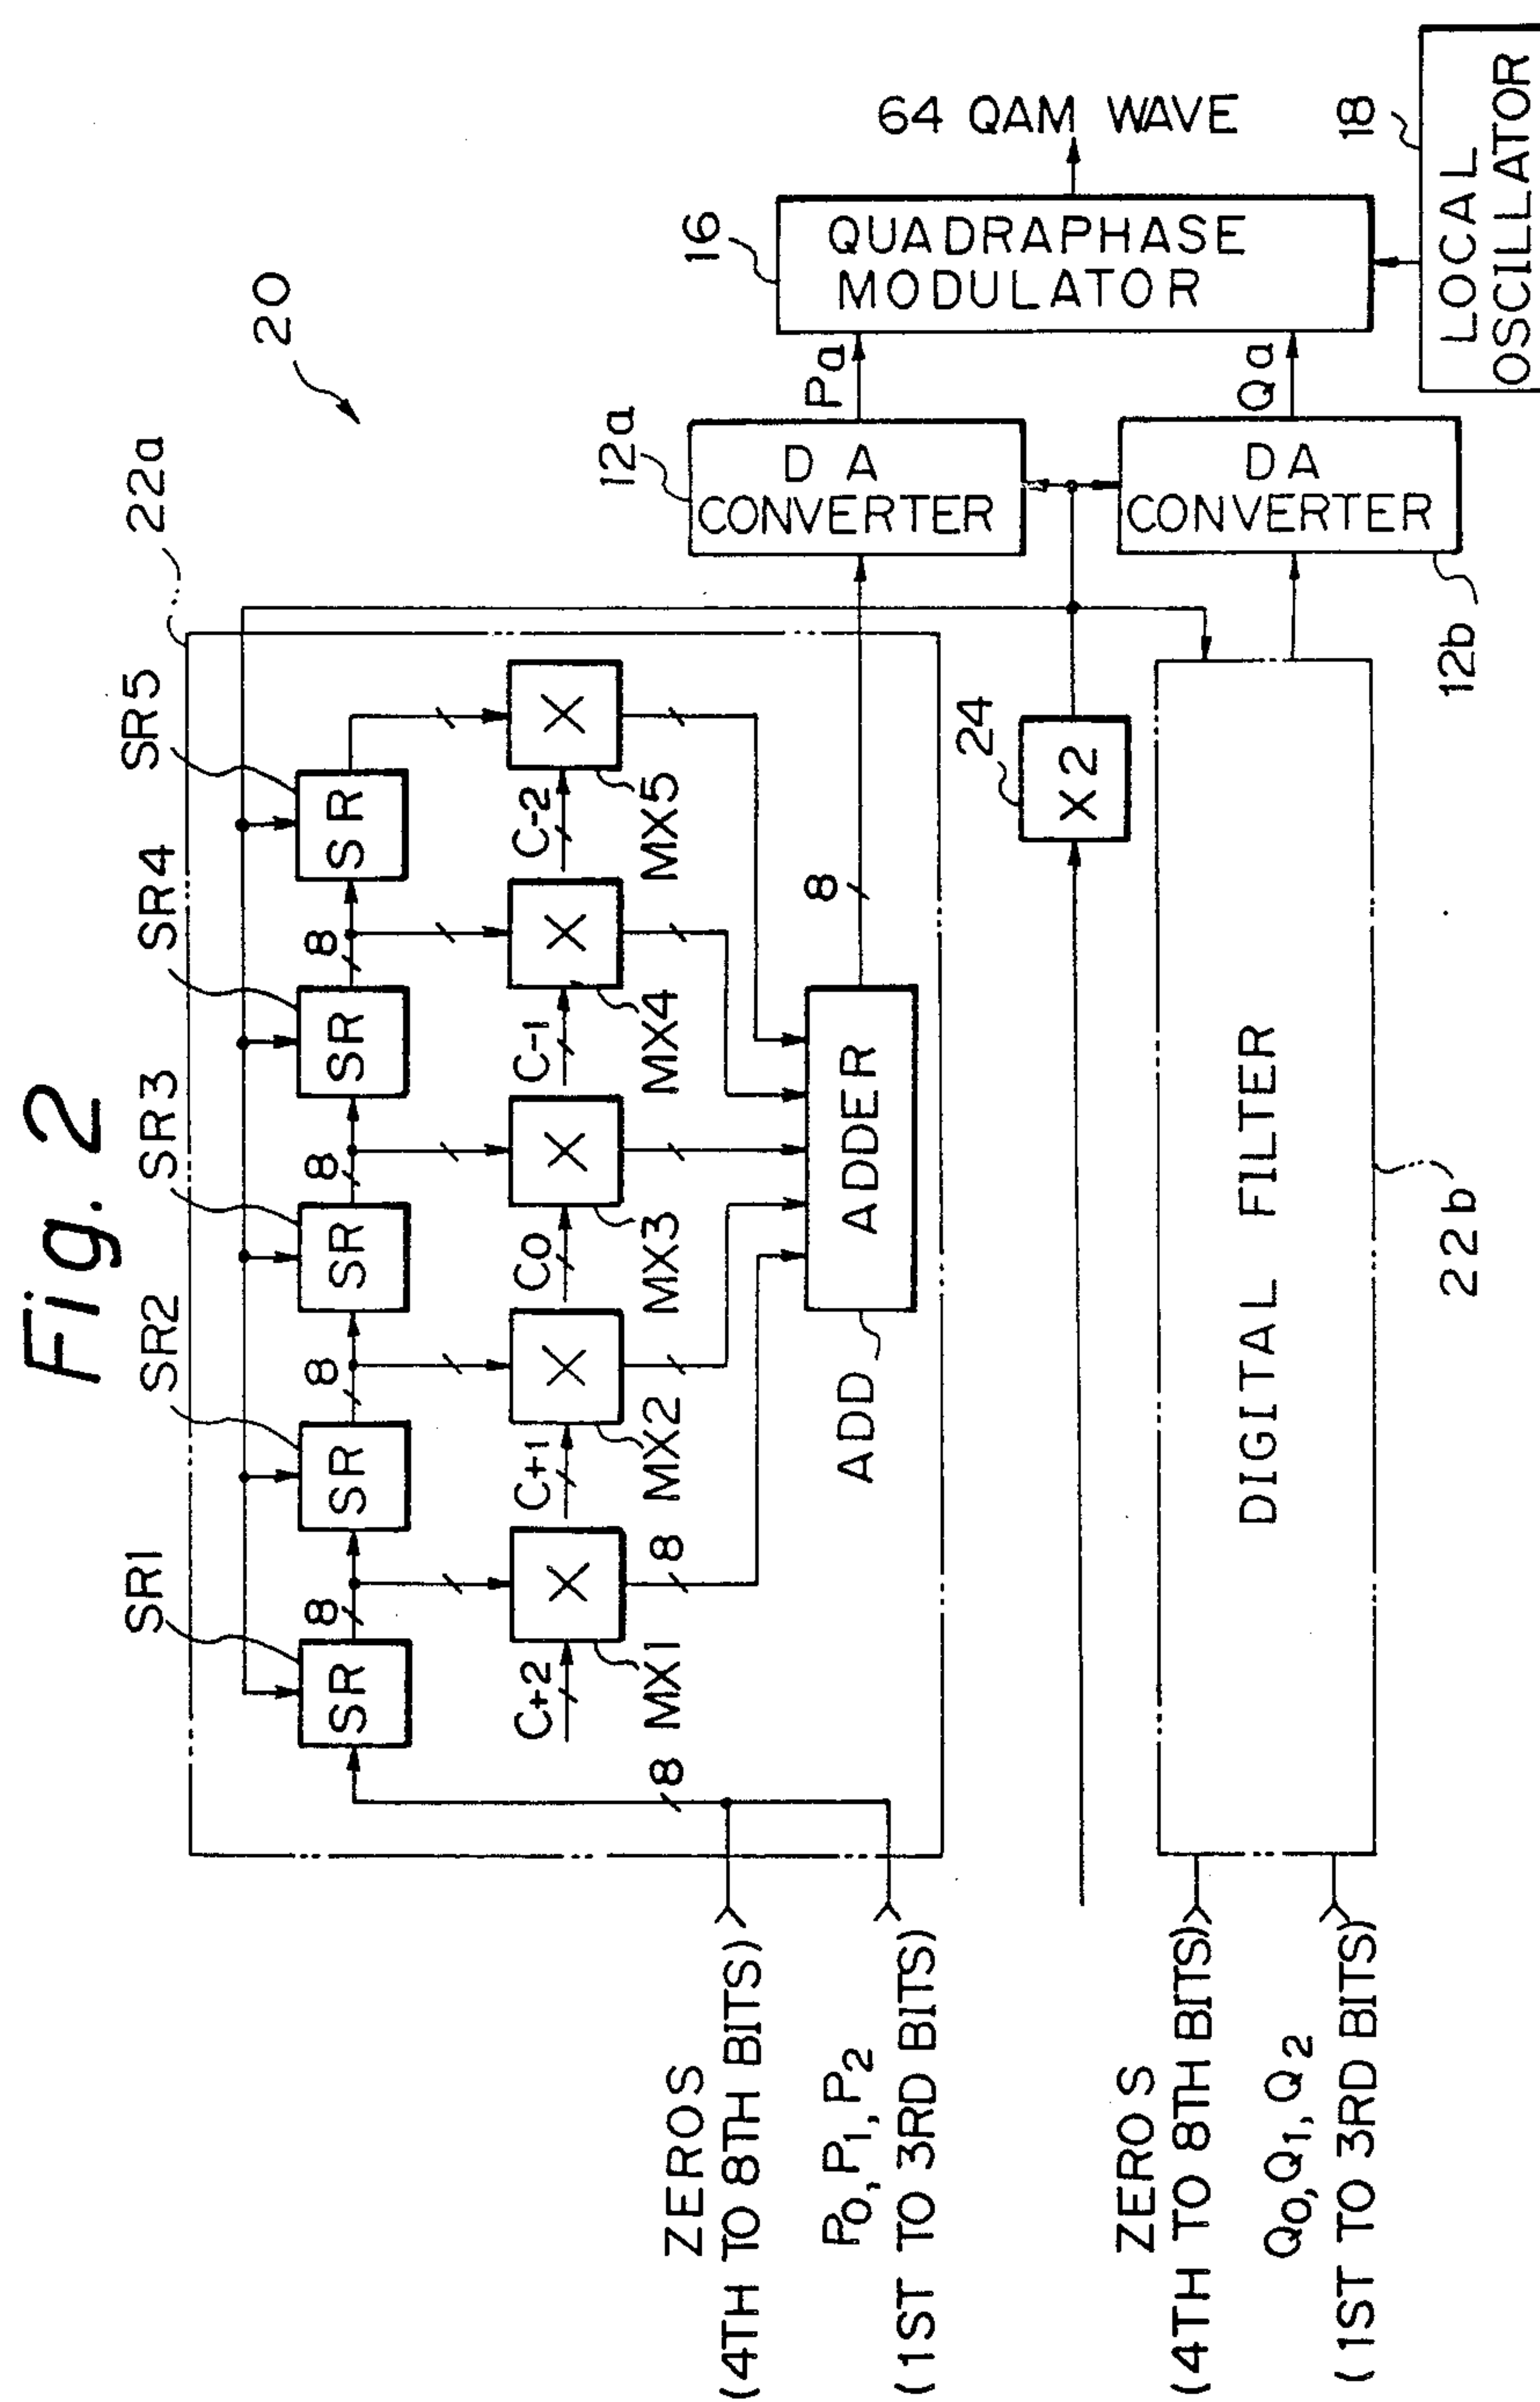 Fig. 2
20
22a
SR1
SR2
SR3
SR4
SR5
SR
SR
SR
SR
SR
8
8
8
8
C+2
C+1
C0
C-1
C-2
X
X
X
X
X
MX1
MX2
MX3
MX4
MX5
8
8
ADDER
ADD
8
ZEROS
(4TH TO 8TH BITS)
P0, P1, P2
(1ST TO 3RD BITS)
12a
DA
CONVERTER
Pa
16
QUADRAPHASE
MODULATOR
64 QAM WAVE
24
X2
DA
CONVERTER
12b
Qa
18
LOCAL
OSCILLATOR
ZEROS
(4TH TO 8TH BITS)
Q0, Q1, Q2
(1ST TO 3RD BITS)
DIGITAL FILTER
22b